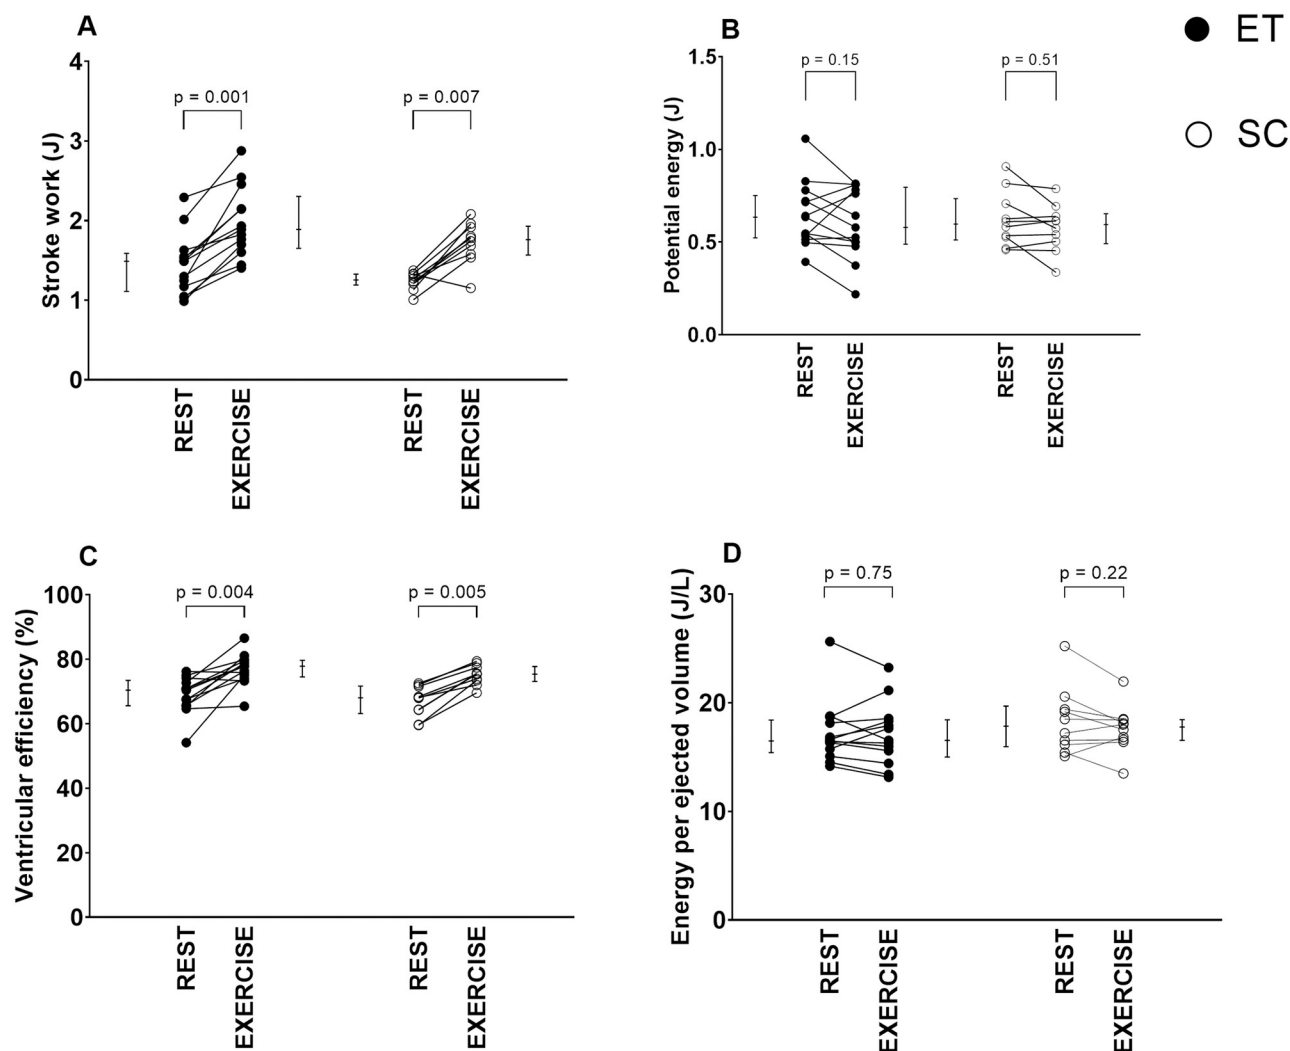 A
Stroke work (J)
4
3
2
1
0
p = 0.001
p = 0.007
REST
EXERCISE
REST
EXERCISE
B
Potential energy (J)
1.5
1.0
0.5
0.0
p = 0.15
p = 0.51
REST
EXERCISE
REST
EXERCISE
ET
SC
C
Ventricular efficiency (%)
100
80
60
40
20
0
p = 0.004
p = 0.005
REST
EXERCISE
REST
EXERCISE
D
Energy per ejected volume (J/L)
30
20
10
0
p = 0.75
p = 0.22
REST
EXERCISE
REST
EXERCISE